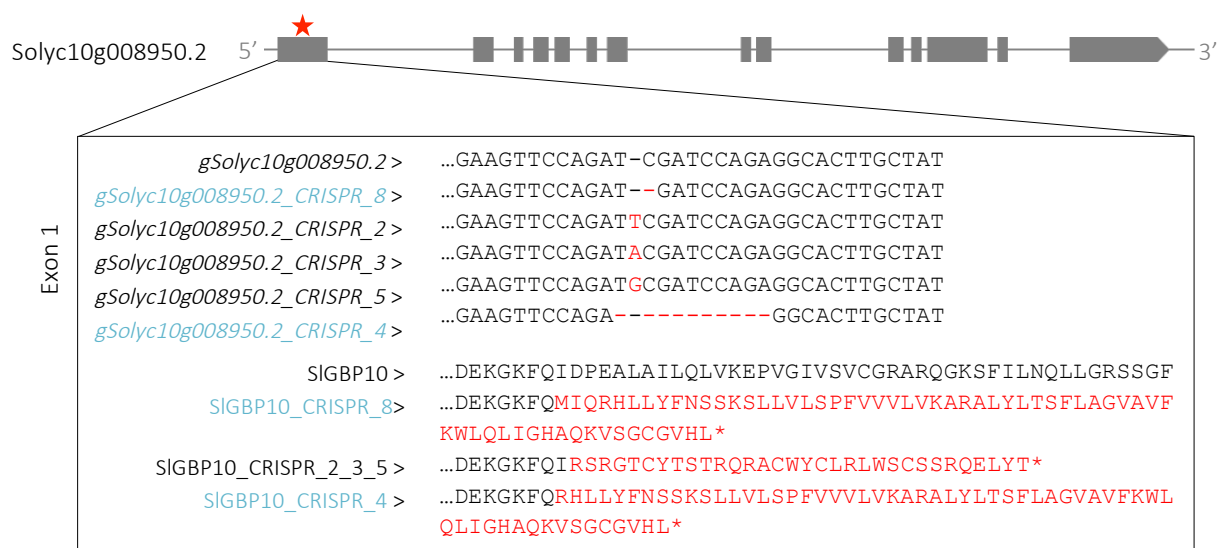 Solyc10g008950.2 5′ 3′
Exon 1
gSolyc10g008950.2 > ...GAAGTTCCAGAT-CGATCCAGAGGCACTTGCTAT
gSolyc10g008950.2_CRISPR_8 > ...GAAGTTCCAGAT--GATCCAGAGGCACTTGCTAT
gSolyc10g008950.2_CRISPR_2 > ...GAAGTTCCAGATTCGATCCAGAGGCACTTGCTAT
gSolyc10g008950.2_CRISPR_3 > ...GAAGTTCCAGATACGATCCAGAGGCACTTGCTAT
gSolyc10g008950.2_CRISPR_5 > ...GAAGTTCCAGATGCGATCCAGAGGCACTTGCTAT
gSolyc10g008950.2_CRISPR_4 > ...GAAGTTCCAGA-----------GGCACTTGCTAT
SlGBP10 > ...DEKGKFQIDPEALAILQLVKEPVGIVSVCGRARQGKSFILNQLLGRSSGF
SlGBP10_CRISPR_8> ...DEKGKFQMIQRHLLYFNSSKSLLVLSPFVVVLVKARALYLTSFLAGVAVF
KWLQLIGHAQKVSGCGVHL*
SlGBP10_CRISPR_2_3_5 > ...DEKGKFQIRSRGTCYTSTRQRACWYCLRLWSCSSRQELYT*
SlGBP10_CRISPR_4 > ...DEKGKFQRHLLYFNSSKSLLVLSPFVVVLVKARALYLTSFLAGVAVFKWL
QLIGHAQKVSGCGVHL*